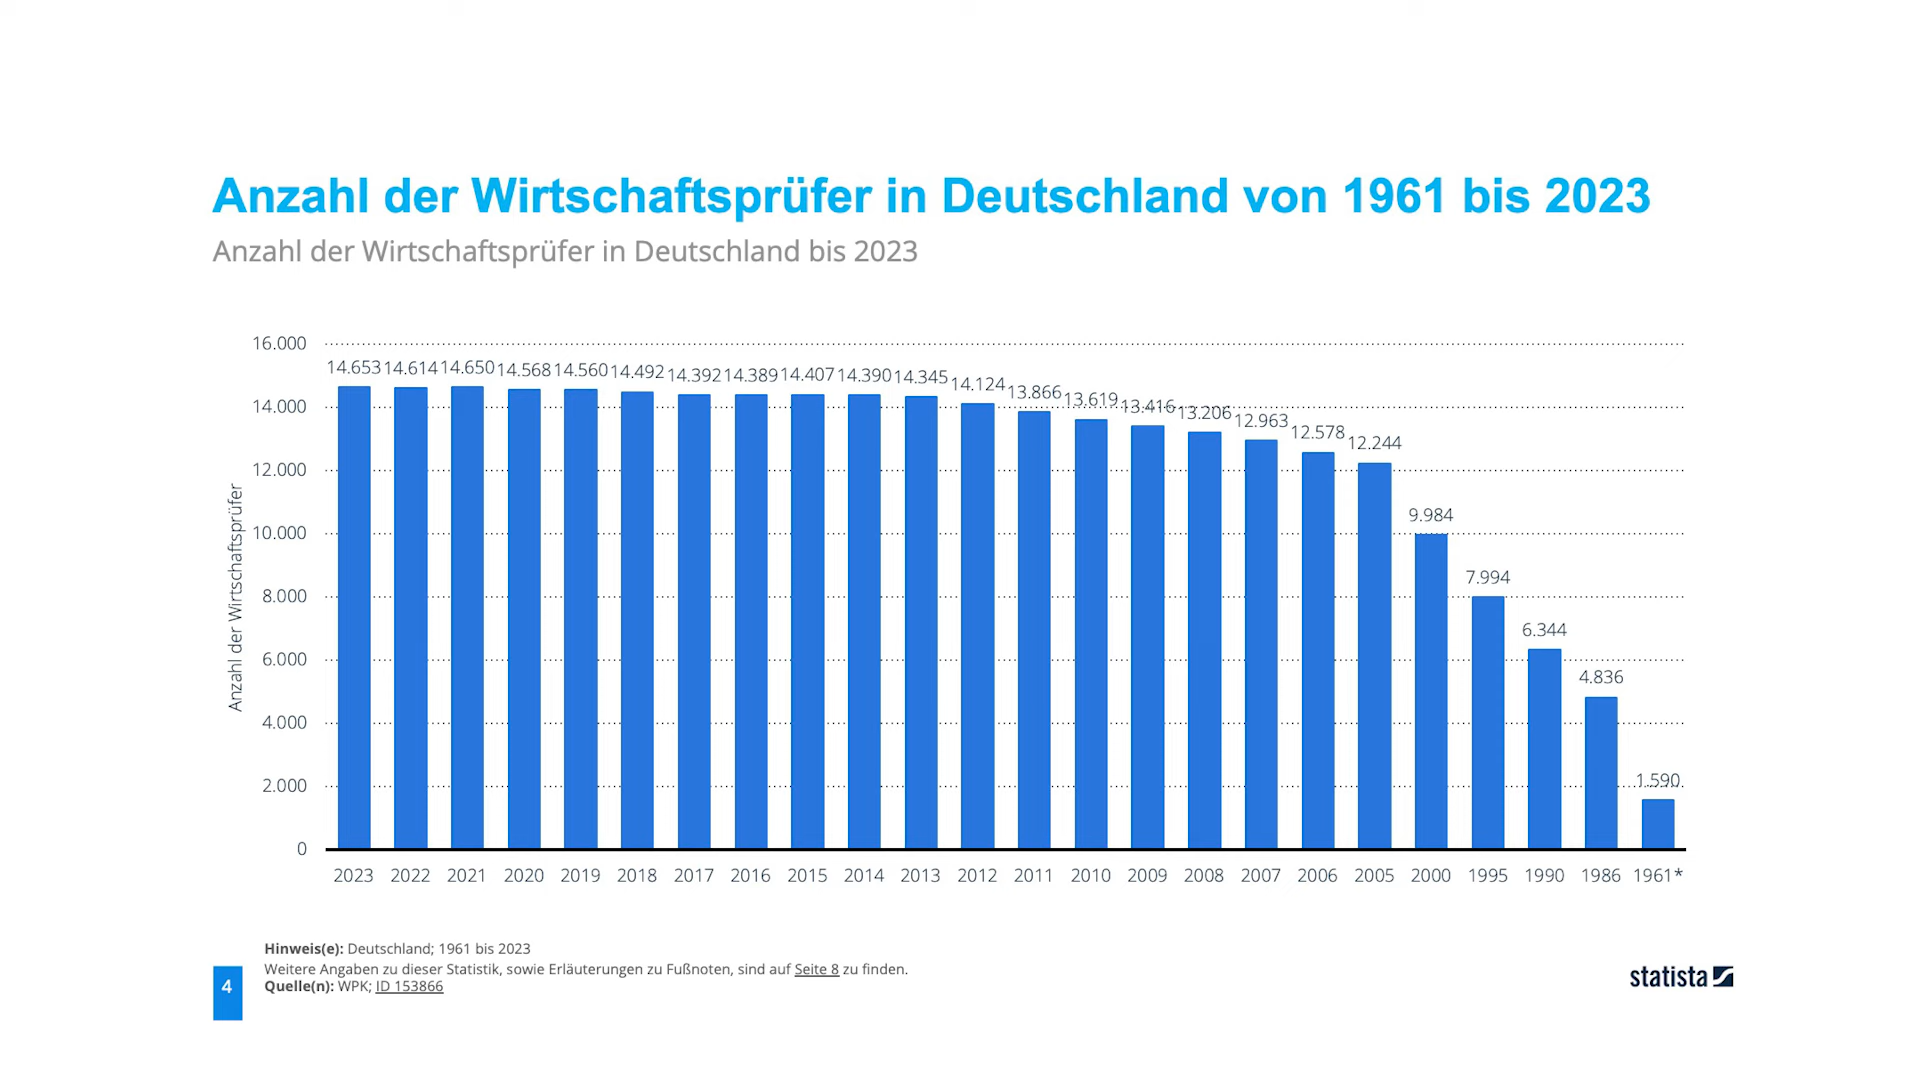 Anzahl der Wirtschaftsprüfer in Deutschland von 1961 bis 2023
Anzahl der Wirtschaftsprüfer in Deutschland bis 2023
Anzahl der Wirtschaftsprüfer
16.000
14.000
12.000
10.000
8.000
6.000
4.000
2.000
0
14.653 14.614 14.650 14.568 14.560 14.492 14.392 14.389 14.407 14.390 14.345 14.124 13.866 13.619 13.416 13.206 12.963 12.578 12.244 9.984 7.994 6.344 4.836 1.590
2023 2022 2021 2020 2019 2018 2017 2016 2015 2014 2013 2012 2011 2010 2009 2008 2007 2006 2005 2000 1995 1990 1986 1961*
Hinweis(e): Deutschland; 1961 bis 2023
Weitere Angaben zu dieser Statistik, sowie Erläuterungen zu Fußnoten, sind auf Seite 8 zu finden.
Quelle(n): WPK; ID 153866
4
statista